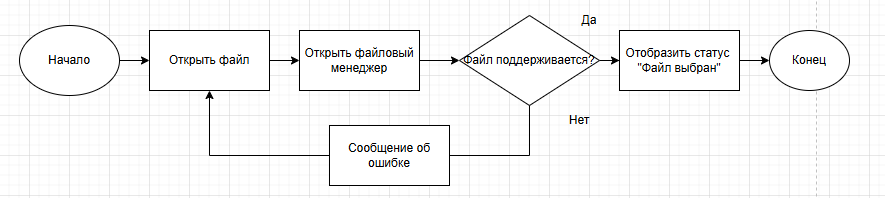 Да
Начало
Открыть файл
Открыть файловый
менеджер
Файл поддерживается?
Отобразить статус
"Файл выбран"
Конец
Нет
Сообщение об
ошибке